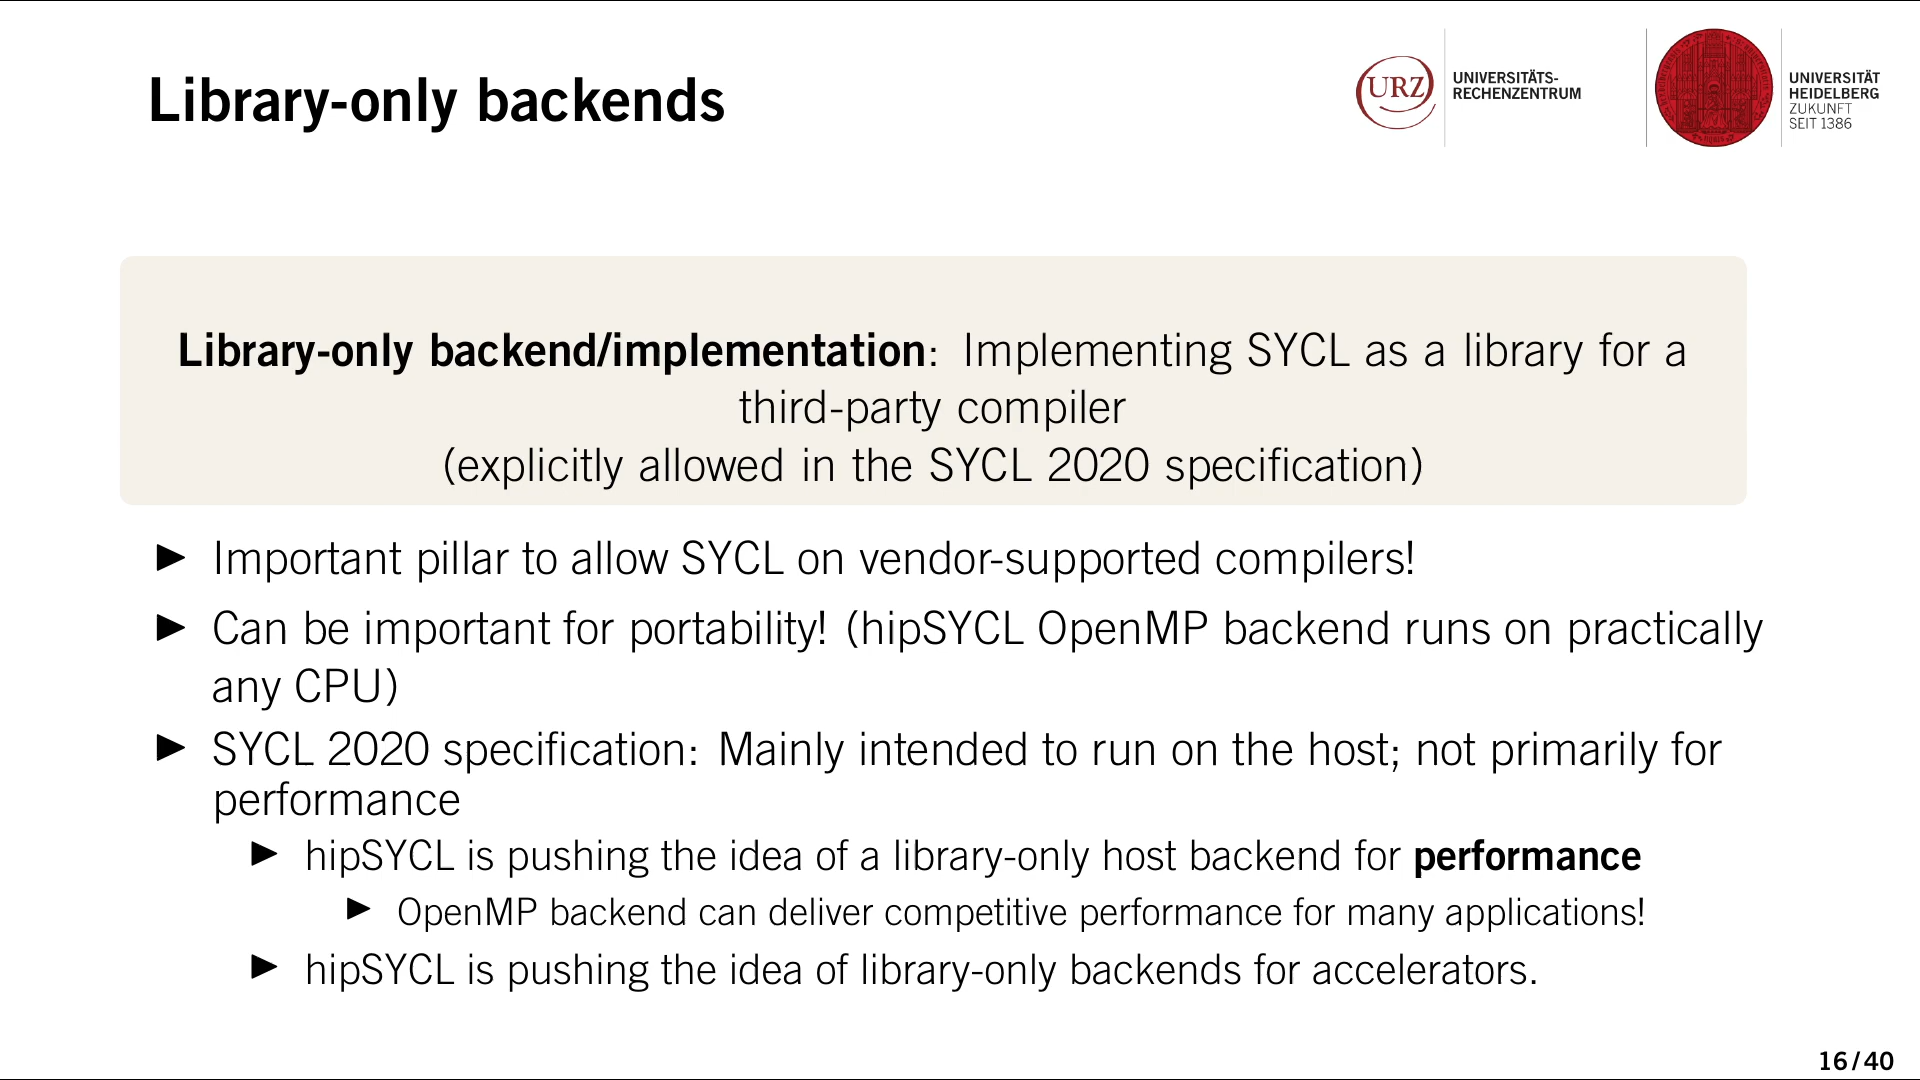 Library-only backends
URZ
UNIVERSITÄTS-
RECHENZENTRUM
UNIVERSITÄT
HEIDELBERG
ZUKUNFT
SEIT 1386
Library-only backend/implementation: Implementing SYCL as a library for a
third-party compiler
(explicitly allowed in the SYCL 2020 specification)
▶ Important pillar to allow SYCL on vendor-supported compilers!
▶ Can be important for portability! (hipSYCL OpenMP backend runs on practically
any CPU)
▶ SYCL 2020 specification: Mainly intended to run on the host; not primarily for
performance
▶ hipSYCL is pushing the idea of a library-only host backend for performance
▶ OpenMP backend can deliver competitive performance for many applications!
▶ hipSYCL is pushing the idea of library-only backends for accelerators.
16/40